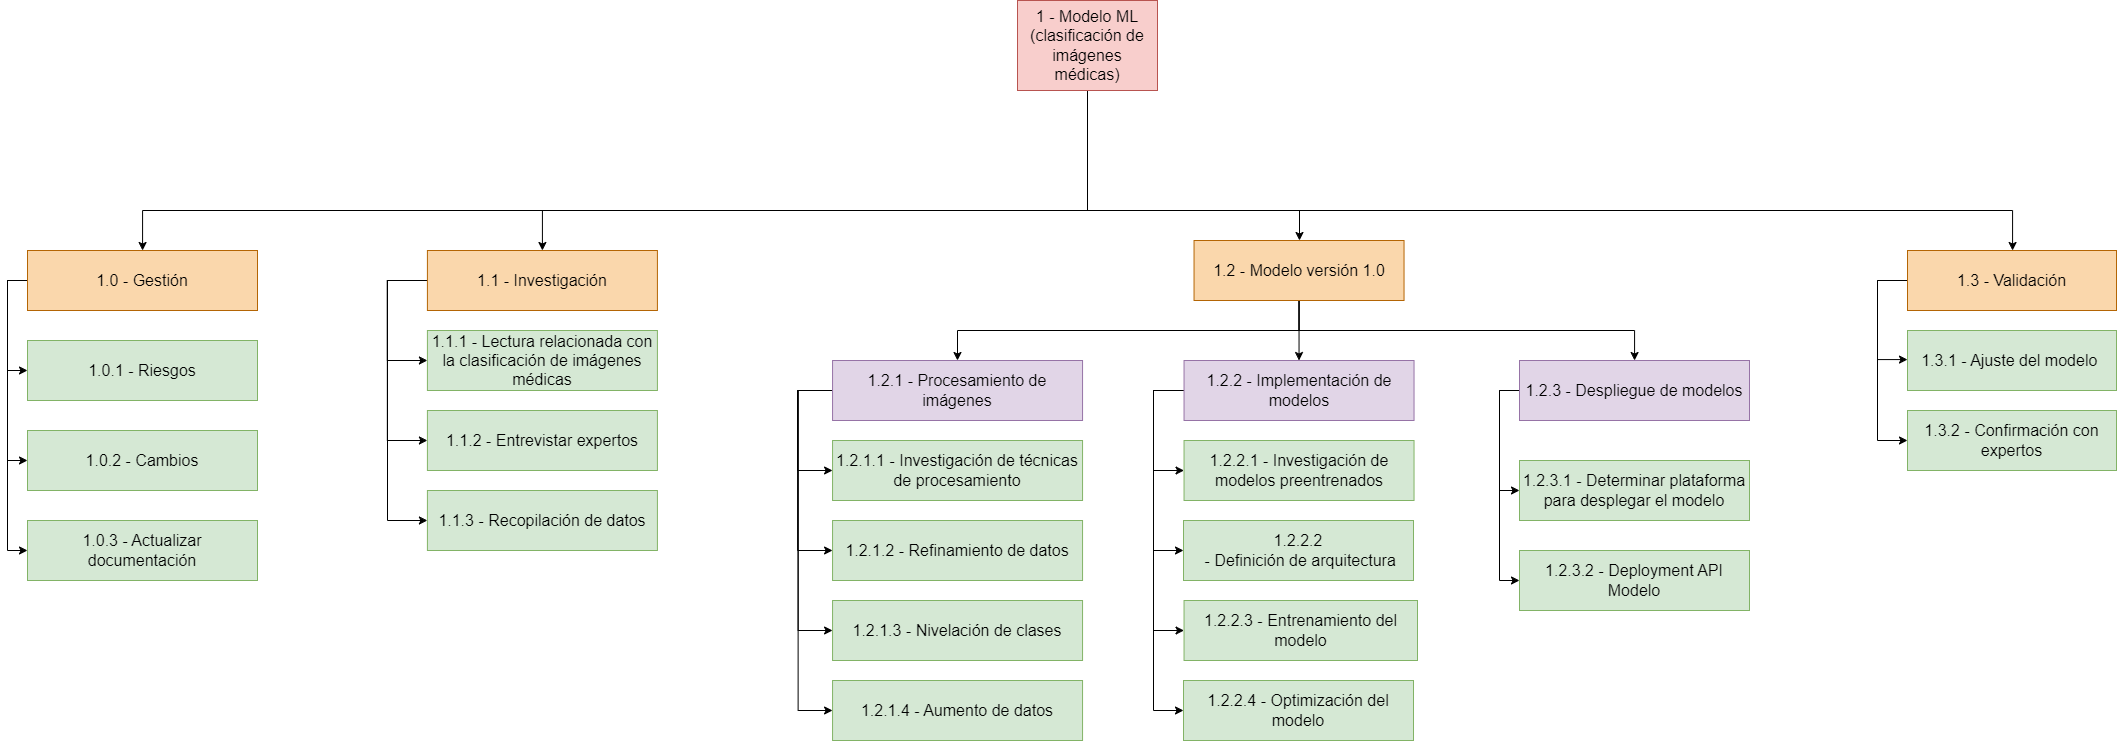 1 - Modelo ML
(clasificación de
imágenes
médicas)
1.0 - Gestión
1.0.1 - Riesgos
1.0.2 - Cambios
1.0.3 - Actualizar
documentación
1.1 - Investigación
1.1.1 - Lectura relacionada con
la clasificación de imágenes
médicas
1.1.2 - Entrevistar expertos
1.1.3 - Recopilación de datos
1.2 - Modelo versión 1.0
1.2.1 - Procesamiento de
imágenes
1.2.1.1 - Investigación de técnicas
de procesamiento
1.2.1.2 - Refinamiento de datos
1.2.1.3 - Nivelación de clases
1.2.1.4 - Aumento de datos
1.2.2 - Implementación de
modelos
1.2.2.1 - Investigación de
modelos preentrenados
1.2.2.2
- Definición de arquitectura
1.2.2.3 - Entrenamiento del
modelo
1.2.2.4 - Optimización del
modelo
1.2.3 - Despliegue de modelos
1.2.3.1 - Determinar plataforma
para desplegar el modelo
1.2.3.2 - Deployment API
Modelo
1.3 - Validación
1.3.1 - Ajuste del modelo
1.3.2 - Confirmación con
expertos